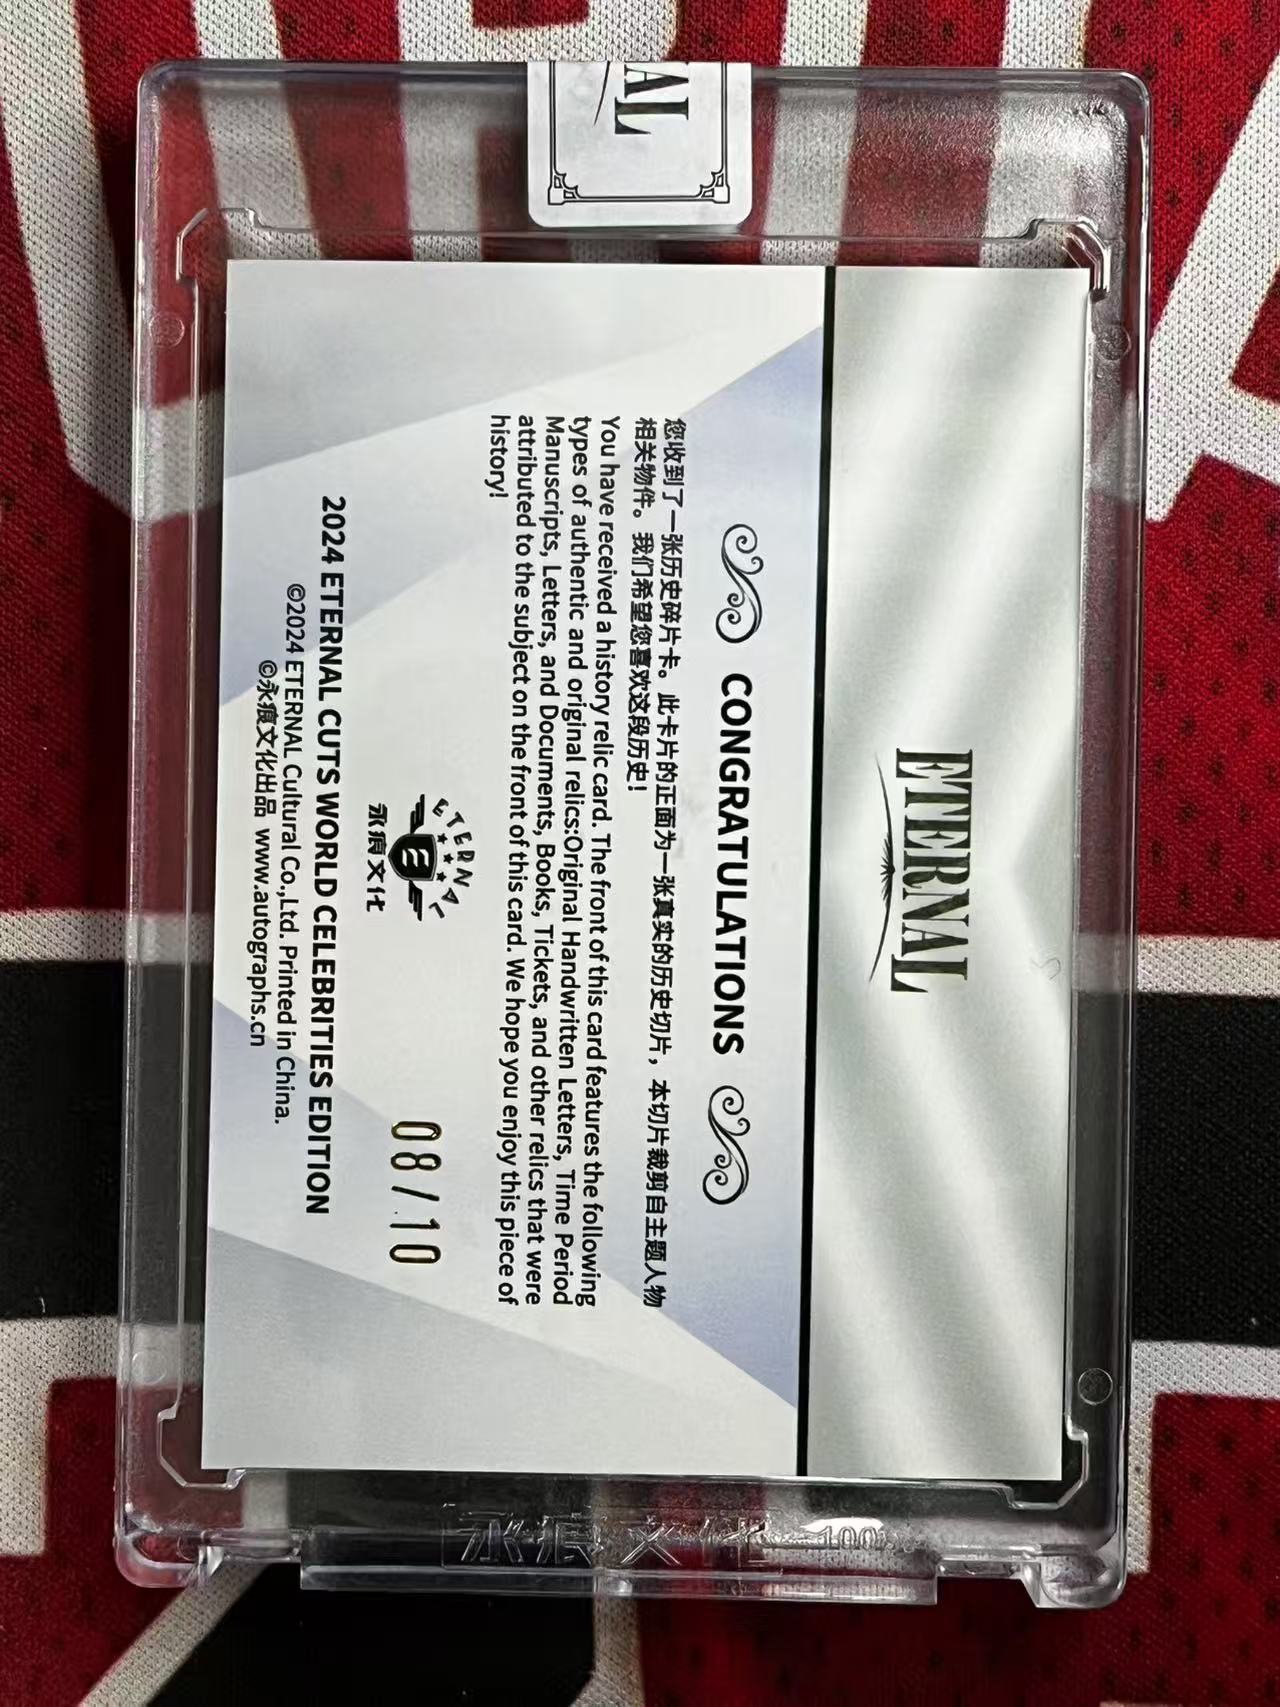 ETERNAL
CONGRATULATIONS
您收到了一张历史碎片卡。此卡片的正面为一张真实的历史切片，本切片裁剪自主题人物
相关物件。我们希望您喜欢这段历史！
You have received a history relic card. The front of this card features the following
types of authentic and original relics:Original Handwritten Letters, Time Period
Manuscripts, Letters, and Documents, Books, Tickets, and other relics that were
attributed to the subject on the front of this card. We hope you enjoy this piece of
history!
ETERNAL
E
永痕文化
08/10
2024 ETERNAL CUTS WORLD CELEBRITIES EDITION
©2024 ETERNAL Cultural Co.,Ltd. Printed in China.
©永痕文化出品 www.autographs.cn
AL
永痕文化